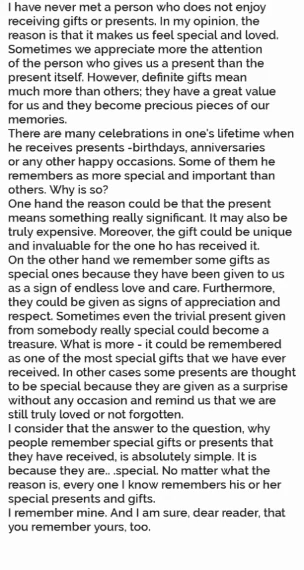 I have never met a person who does not enjoy
receiving gifts or presents. In my opinion, the
reason is that it makes us feel special and loved.
Sometimes we appreciate more the attention
of the person who gives us a present than the
present itself. However, definite gifts mean
much more than others; they have a great value
for us and they become precious pieces of our
memories.
There are many celebrations in one's lifetime when
he receives presents -birthdays, anniversaries
or any other happy occasions. Some of them he
remembers as more special and important than
others. Why is so?
One hand the reason could be that the present
means something really significant. It may also be
truly expensive. Moreover, the gift could be unique
and invaluable for the one ho has received it.
On the other hand we remember some gifts as
special ones because they have been given to us
as a sign of endless love and care. Furthermore,
they could be given as signs of appreciation and
respect. Sometimes even the trivial present given
from somebody really special could become a
treasure. What is more - it could be remembered
as one of the most special gifts that we have ever
received. In other cases some presents are thought
to be special because they are given as a surprise
without any occasion and remind us that we are
still truly loved or not forgotten.
I consider that the answer to the question, why
people remember special gifts or presents that
they have received, is absolutely simple. It is
because they are.. .special. No matter what the
reason is, every one I know remembers his or her
special presents and gifts.
I remember mine. And I am sure, dear reader, that
you remember yours, too.